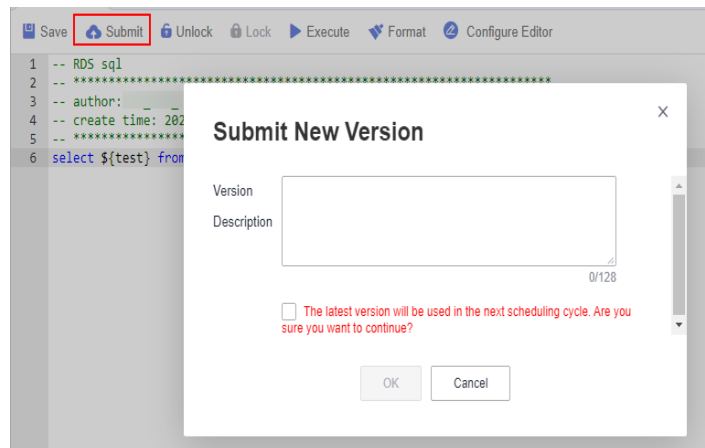 Save Submit Unlock Lock Execute Format Configure Editor
1 -- RDS sql
2 -- *******************************************************************
3 -- author: _ _
4 -- create time: 202
5 -- ****************
6 select ${test} from
Submit New Version
Version
Description
0/128
The latest version will be used in the next scheduling cycle. Are you
sure you want to continue?
OK Cancel